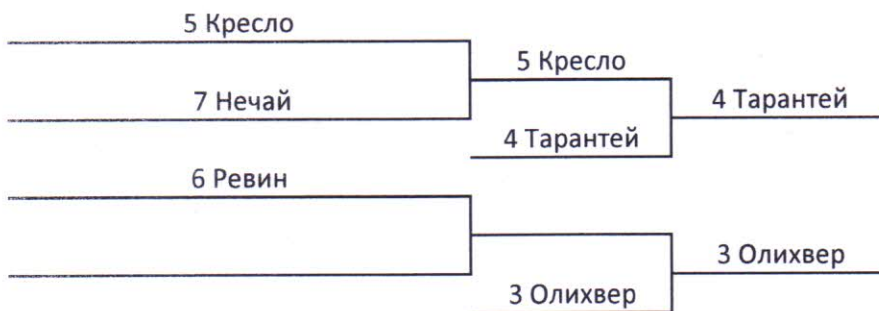 5 Кресло
5 Кресло
7 Нечай
4 Тарантей
4 Тарантей
6 Ревин
3 Олихвер
3 Олихвер